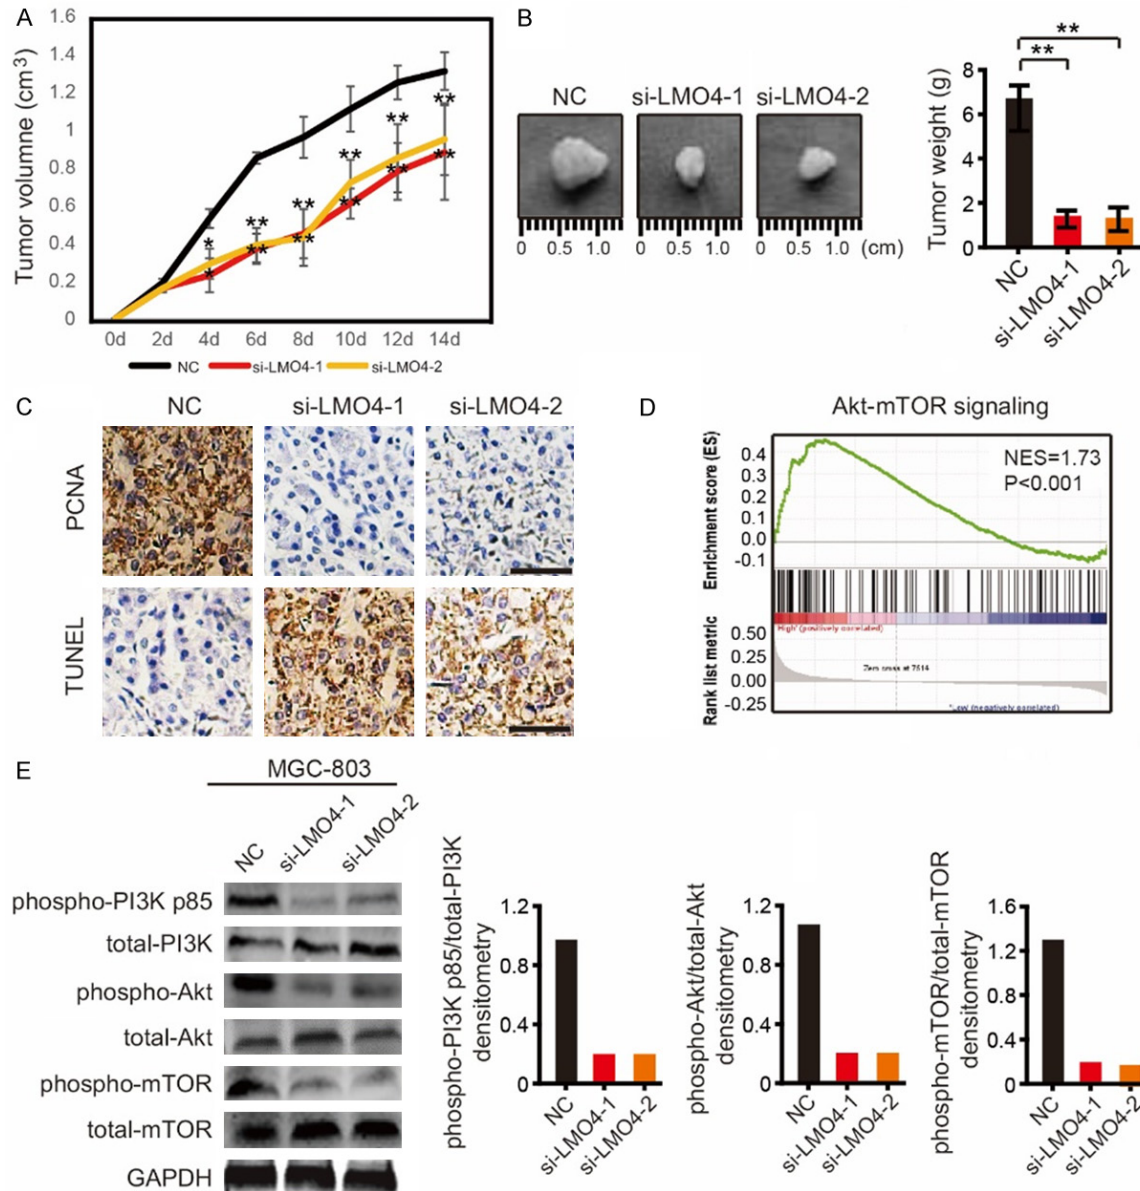 A
Tumor volumne (cm³)
1.6
1.4
1.2
1
0.8
0.6
0.4
0.2
0
0d 2d 4d 6d 8d 10d 12d 14d
* ** ** ** ** **
* ** ** ** ** **
NC si-LMO4-1 si-LMO4-2
B
NC si-LMO4-1 si-LMO4-2
0 0.5 1.0 0 0.5 1.0 0 0.5 1.0 (cm)
Tumor weight (g)
8
6
4
2
0
**
**
NC si-LMO4-1 si-LMO4-2
C
NC si-LMO4-1 si-LMO4-2
PCNA
TUNEL
D
Akt-mTOR signaling
Enrichment score (ES)
0.4
0.3
0.2
0.1
0.0
-0.1
NES=1.73
P<0.001
'High' (positively correlated)
Rank list metric
0.50
0.25
0.00
-0.25
Zero cross at 7514
'Low' (negatively correlated)
E
MGC-803
NC si-LMO4-1 si-LMO4-2
phospho-PI3K p85
total-PI3K
phospho-Akt
total-Akt
phospho-mTOR
total-mTOR
GAPDH
phospho-PI3K p85/total-PI3K
densitometry
1.2
0.8
0.4
0
NC si-LMO4-1 si-LMO4-2
phospho-Akt/total-Akt
densitometry
1.2
0.8
0.4
0
NC si-LMO4-1 si-LMO4-2
phospho-mTOR/total-mTOR
densitometry
1.6
1.2
0.8
0.4
0
NC si-LMO4-1 si-LMO4-2